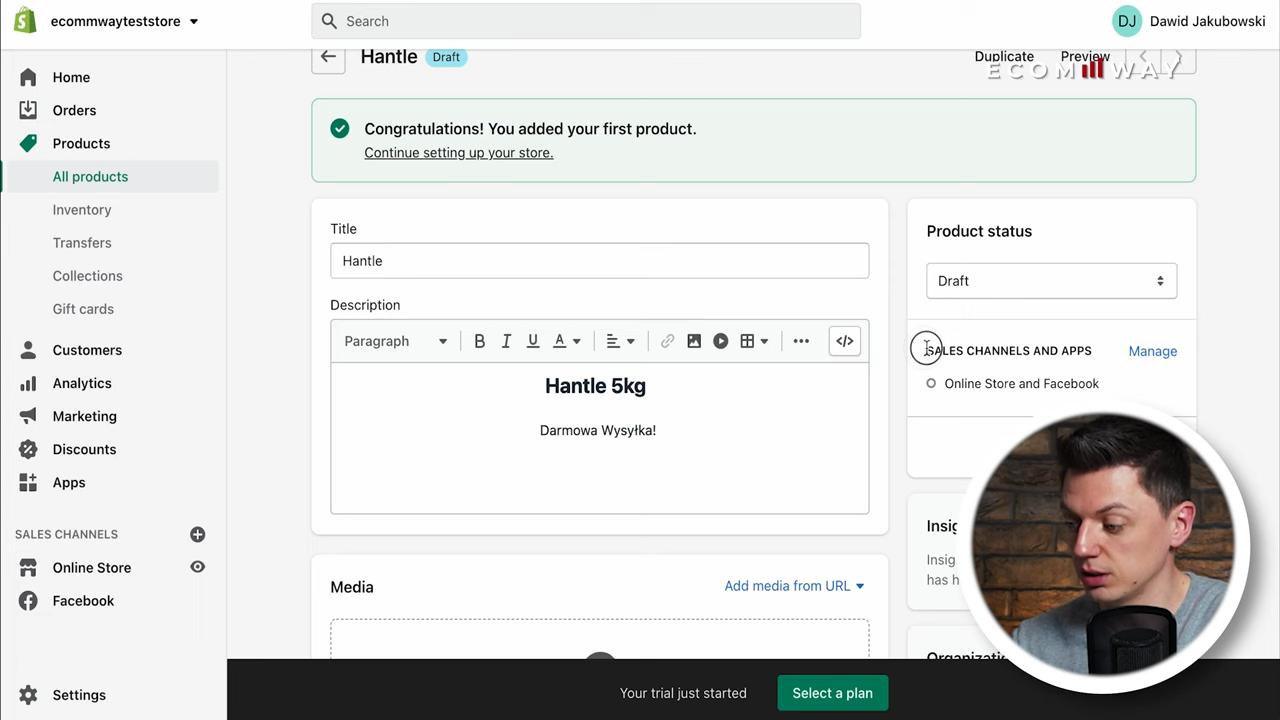 ecommwayteststore
Search
DJ
Dawid Jakubowski
Home
Orders
Products
All products
Inventory
Transfers
Collections
Gift cards
Customers
Analytics
Marketing
Discounts
Apps
SALES CHANNELS
Online Store
Facebook
Settings
Hantle
Draft
Duplicate
Preview
ECOM WAY
Congratulations! You added your first product.
Continue setting up your store.
Title
Hantle
Description
Paragraph
B I U A
</>
Hantle 5kg
Darmowa Wysyłka!
Media
Add media from URL
Product status
Draft
SALES CHANNELS AND APPS
Manage
Online Store and Facebook
Your trial just started
Select a plan